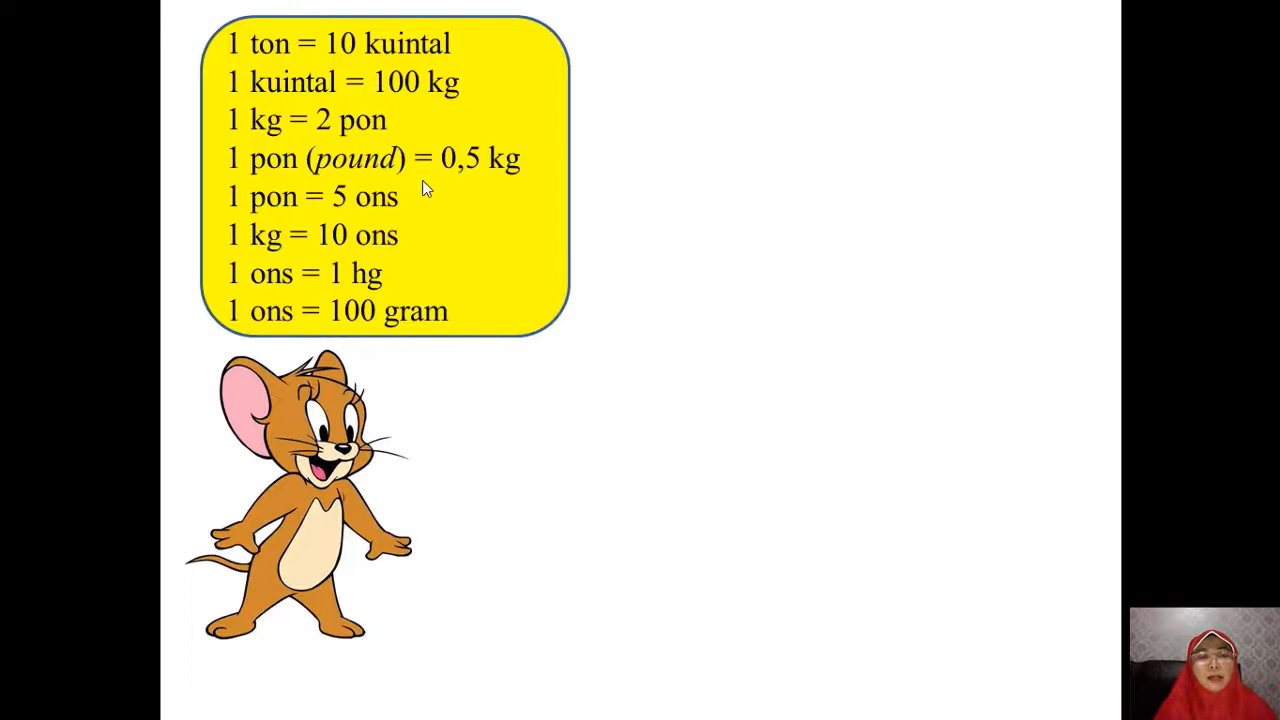 1 ton = 10 kuintal
1 kuintal = 100 kg
1 kg = 2 pon
1 pon (pound) = 0,5 kg
1 pon = 5 ons
1 kg = 10 ons
1 ons = 1 hg
1 ons = 100 gram